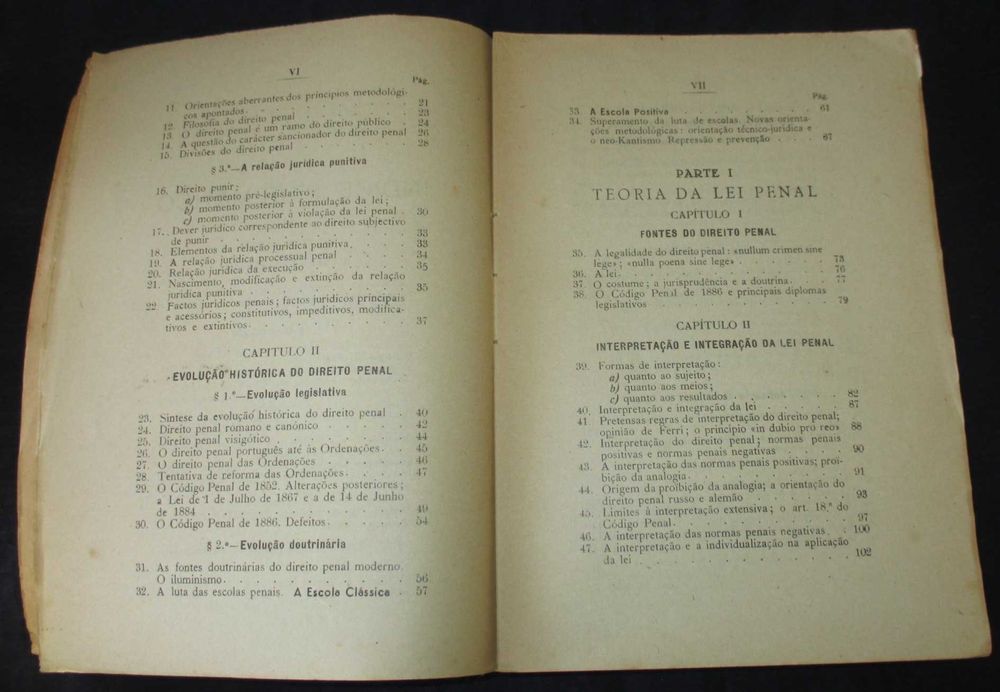 VI
Pág.
11. Orientações aberrantes dos princípios metodológi-
cos apontados . . . . . . . . . 21
12. Filosofia do direito penal . . . . . . . 23
13. O direito penal é um ramo do direito público . 24
14. A questão do carácter sancionador do direito penal 26
15. Divisões do direito penal . . . . . . . 28
§ 3.º—A relação jurídica punitiva
16. Direito punir:
a) momento pré-legislativo;
b) momento posterior à formulação da lei;
c) momento posterior à violação da lei penal . 30
17. Dever jurídico correspondente ao direito subjectivo
de punir . . . . . . . . . . 33
18. Elementos da relação jurídica punitiva . . . 33
19. A relação jurídica processual penal . . . . 34
20. Relação jurídica da execução . . . . . . 35
21. Nascimento, modificação e extinção da relação
jurídica punitiva . . . . . . . . 35
22. Factos jurídicos penais; factos jurídicos principais
e acessórios; constitutivos, impeditivos, modifica-
tivos e extintivos . . . . . . . . . 37
CAPITULO II
EVOLUÇÃO HISTÓRICA DO DIREITO PENAL
§ 1.º—Evolução legislativa
23. Síntese da evolução histórica do direito penal . 40
24. Direito penal romano e canónico . . . . . 42
25. Direito penal visigótico . . . . . . . 44
26. O direito penal português até às Ordenações . . 45
27. O direito penal das Ordenações . . . . . 46
28. Tentativa de reforma das Ordenações . . . . 47
29. O Código Penal de 1852. Alterações posteriores;
a Lei de 1 de Julho de 1867 e a de 14 de Junho
de 1884 . . . . . . . . . . 49
30. O Código Penal de 1886. Defeitos . . . . . 54
§ 2.º—Evolução doutrinária
31. As fontes doutrinárias do direito penal moderno.
O iluminismo . . . . . . . . . . 56
32. A luta das escolas penais. A Escola Clássica . 57
VII
Pág.
33. A Escola Positiva . . . . . . . . 61
34. Superamento da luta de escolas. Novas orienta-
ções metodológicas: orientação técnico-jurídica e
o neo-Kantismo. Repressão e prevenção . . . 67
PARTE I
TEORIA DA LEI PENAL
CAPÍTULO I
FONTES DO DIREITO PENAL
35. A legalidade do direito penal: «nullum crimen sine
lege»; «nulla poena sine lege» . . . . . . 73
36. A lei . . . . . . . . . . . . 76
37. O costume; a jurisprudência e a doutrina . . . 77
38. O Código Penal de 1886 e principais diplomas
legislativos . . . . . . . . . . 79
CAPÍTULO II
INTERPRETAÇÃO E INTEGRAÇÃO DA LEI PENAL
39. Formas de interpretação:
a) quanto ao sujeito;
b) quanto aos meios;
c) quanto aos resultados . . . . . . . 82
40. Interpretação e integração da lei . . . . . 87
41 Pretensas regras de interpretação do direito penal;
opinião de Ferri; o princípio «in dubio pro reo» 88
42. Interpretação do direito penal; normas penais
positivas e normas penais negativas . . . . 90
43. A interpretação das normas penais positivas; proi-
bição da analogia . . . . . . . . . 91
44. Origem da proibição da analogia; a orientação do
direito penal russo e alemão . . . . . . 93
45. Limites à interpretação extensiva; o art. 18.º do
Código Penal . . . . . . . . . . 97
46. A interpretação das normas penais negativas . . 100
47. A interpretação e a individualização na aplicação
da lei . . . . . . . . . . . . 102